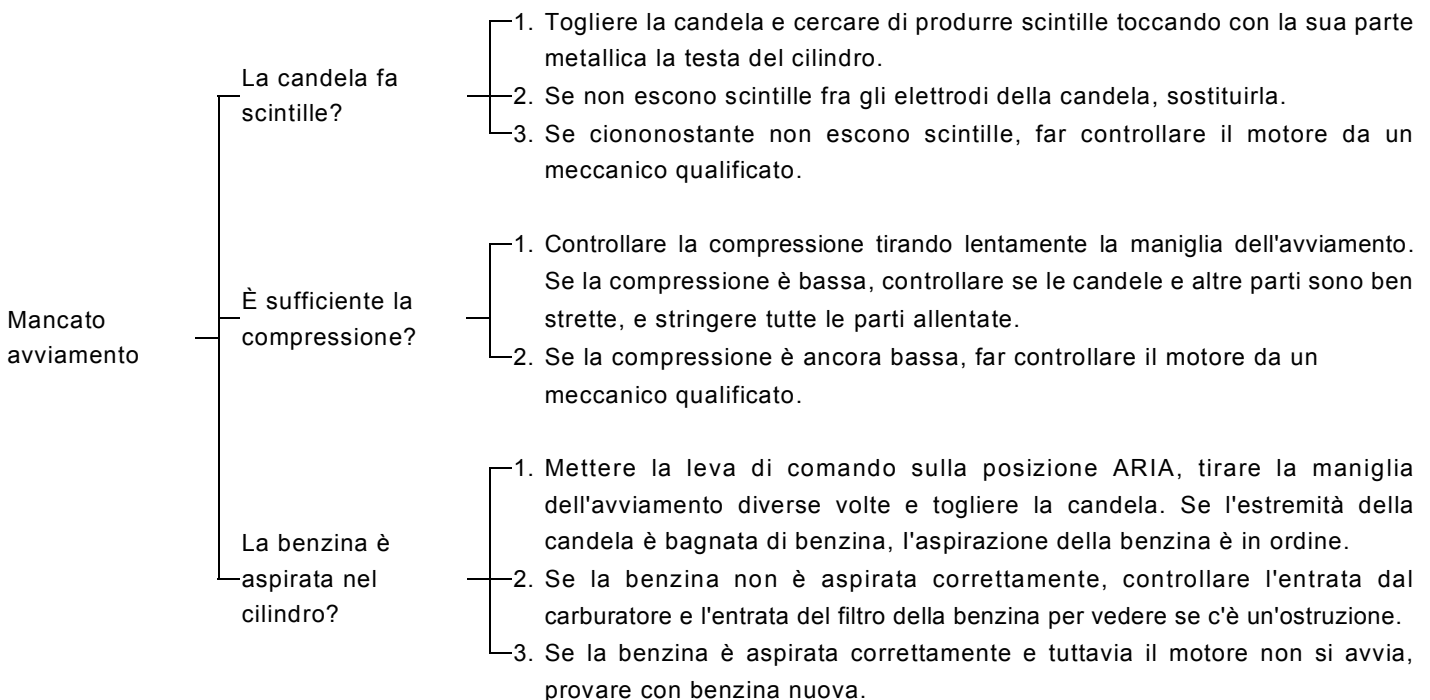 Mancato
avviamento
La candela fa
scintille?
1. Togliere la candela e cercare di produrre scintille toccando con la sua parte
metallica la testa del cilindro.
2. Se non escono scintille fra gli elettrodi della candela, sostituirla.
3. Se ciononostante non escono scintille, far controllare il motore da un
meccanico qualificato.
È sufficiente la
compressione?
1. Controllare la compressione tirando lentamente la maniglia dell'avviamento.
Se la compressione è bassa, controllare se le candele e altre parti sono ben
strette, e stringere tutte le parti allentate.
2. Se la compressione è ancora bassa, far controllare il motore da un
meccanico qualificato.
La benzina è
aspirata nel
cilindro?
1. Mettere la leva di comando sulla posizione ARIA, tirare la maniglia
dell'avviamento diverse volte e togliere la candela. Se l'estremità della
candela è bagnata di benzina, l'aspirazione della benzina è in ordine.
2. Se la benzina non è aspirata correttamente, controllare l'entrata dal
carburatore e l'entrata del filtro della benzina per vedere se c'è un'ostruzione.
3. Se la benzina è aspirata correttamente e tuttavia il motore non si avvia,
provare con benzina nuova.